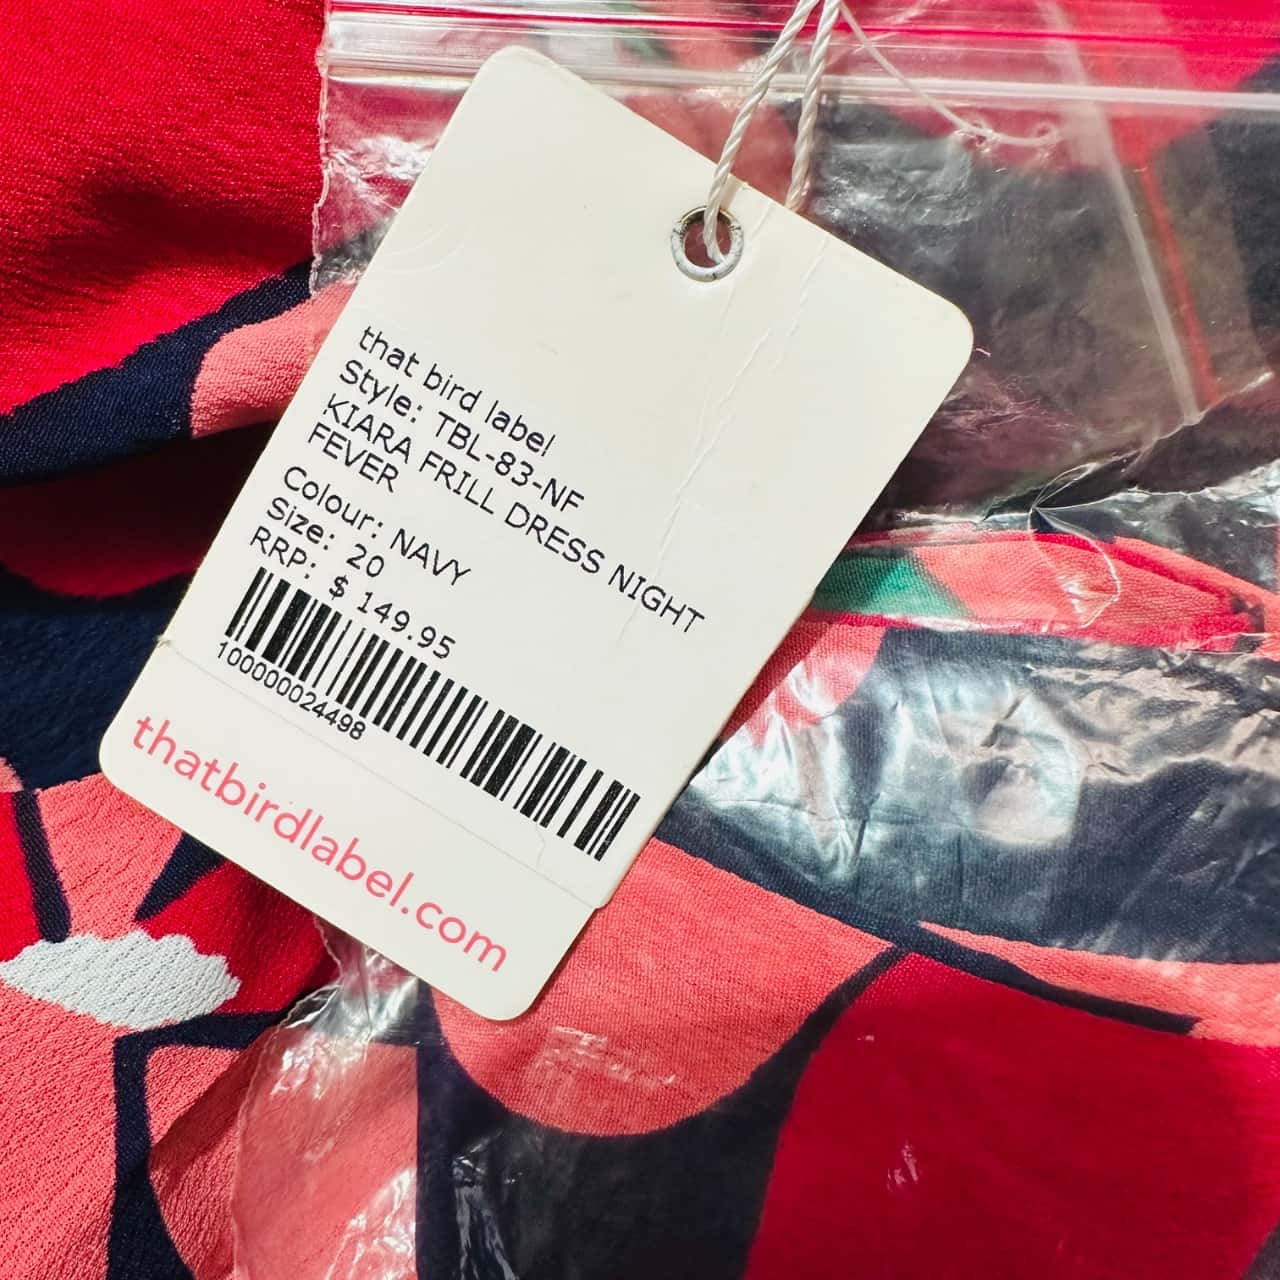 that bird label
Style: TBL-83-NF
KIARA FRILL DRESS NIGHT
FEVER
Colour: NAVY
Size: 20
RRP: $ 149.95
100000024498
thatbirdlabel.com